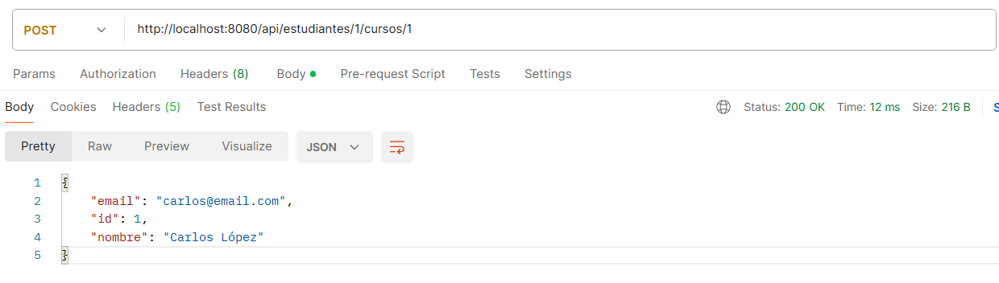 POST http://localhost:8080/api/estudiantes/1/cursos/1
Params Authorization Headers (8) Body Pre-request Script Tests Settings
Body Cookies Headers (5) Test Results Status: 200 OK Time: 12 ms Size: 216 B S
Pretty Raw Preview Visualize JSON
1 {
2 "email": "carlos@email.com",
3 "id": 1,
4 "nombre": "Carlos López"
5 }